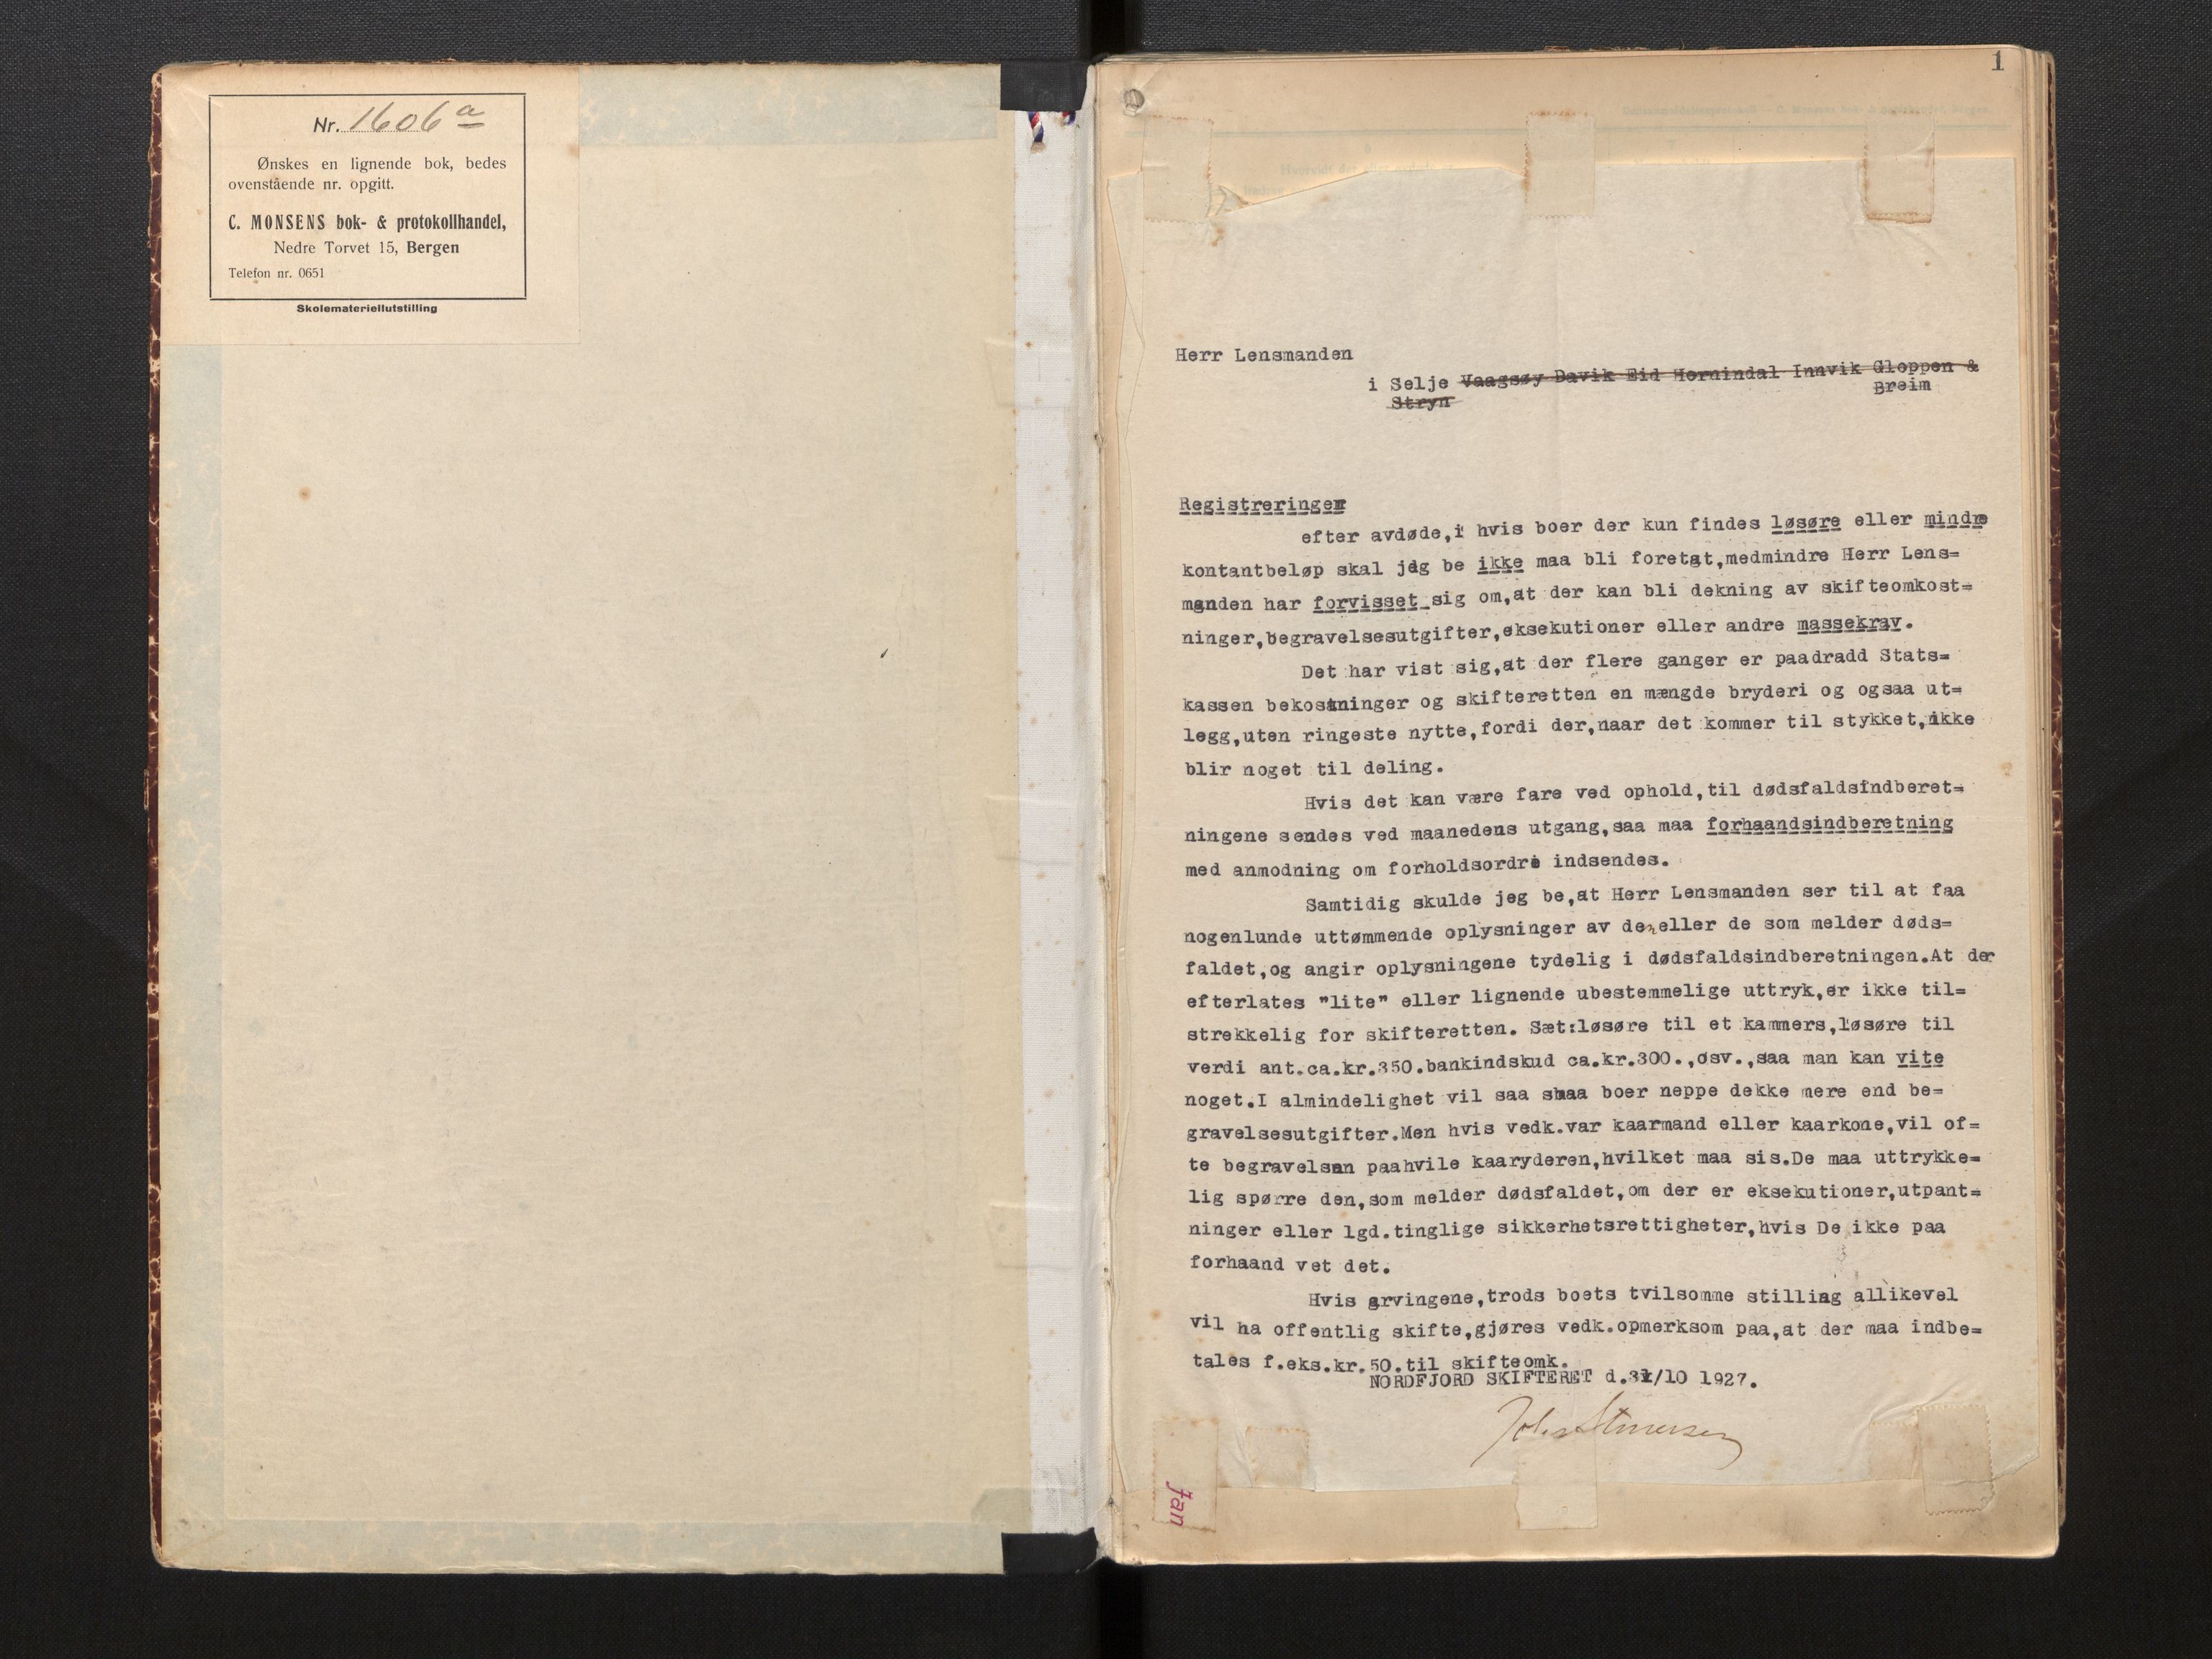 Nr. 1606 a
Ønskes en lignende bok, bedes
ovenstående nr. opgitt.
C. MONSENS bok- & protokollhandel,
Nedre Torvet 15, Bergen
Telefon nr. 0651
Skolemateriellutstilling
1
Herr Lensmanden
i Selje Vaagsøy Davik Eid Hornindal Innvik Gloppen &
Breim
Stryn
Registreringer
efter avdøde,i hvis boer der kun findes løsøre eller mindre
kontantbeløp skal jeg be ikke maa bli foretat,medmindre Herr Lens=
manden har forvisset sig om,at der kan bli dekning av skifteomkost=
ninger,begravelsesutgifter,eksekutioner eller andre massekrav.
Det har vist sig,at der flere ganger er paadradd Stats=
kassen bekostninger og skifteretten en mængde bryderi og ogsaa ut=
legg,uten ringeste nytte,fordi der,naar det kommer til stykket,ikke
blir noget til deling.
Hvis det kan være fare ved ophold,til dødsfaldsindberet=
ningene sendes ved maanedens utgang,saa maa forhaandsindberetning
med anmodning om forholdsordre indsendes.
Samtidig skulde jeg be,at Herr Lensmanden ser til at faa
nogenlunde uttømmende oplysninger av den eller de som melder døds=
faldet,og angir oplysningene tydelig i dødsfaldsindberetningen.At der
efterlates "lite" eller lignende ubestemmelige uttryk,er ikke til=
strekkelig for skifteretten. Sæt:løsøre til et kammers,løsøre til
verdi ant.ca.kr.350.bankindskud ca.kr.300.,osv.,saa man kan vite
noget.I almindelighet vil saa smaa boer neppe dekke mere end be=
gravelsesutgifter.Men hvis vedk.var kaarmand eller kaarkone,vil of=
te begravelsen paahvile kaaryderen,hvilket maa sis.De maa uttrykke=
lig spørre den,som melder dødsfaldet,om der er eksekutioner,utpant=
ninger eller lgd.tinglige sikkerhetsrettigheter,hvis De ikke paa
forhaand vet det.
Hvis arvingene,trods boets tvilsomme stilling allikevel
vil ha offentlig skifte,gjøres vedk.opmerksom paa,at der maa indbe=
tales f.eks.kr.50.til skifteomk.
NORDFJORD SKIFTERET d.31/10 1927.
Jan